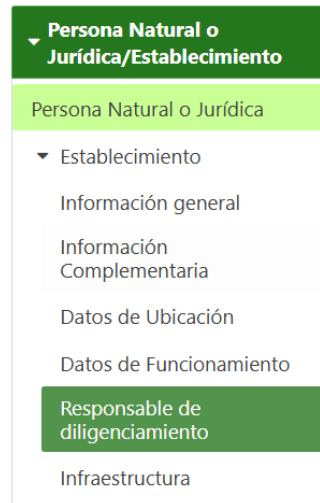 Persona Natural o
Jurídica/Establecimiento
Persona Natural o Jurídica
Establecimiento
Información general
Información
Complementaria
Datos de Ubicación
Datos de Funcionamiento
Responsable de
diligenciamiento
Infraestructura